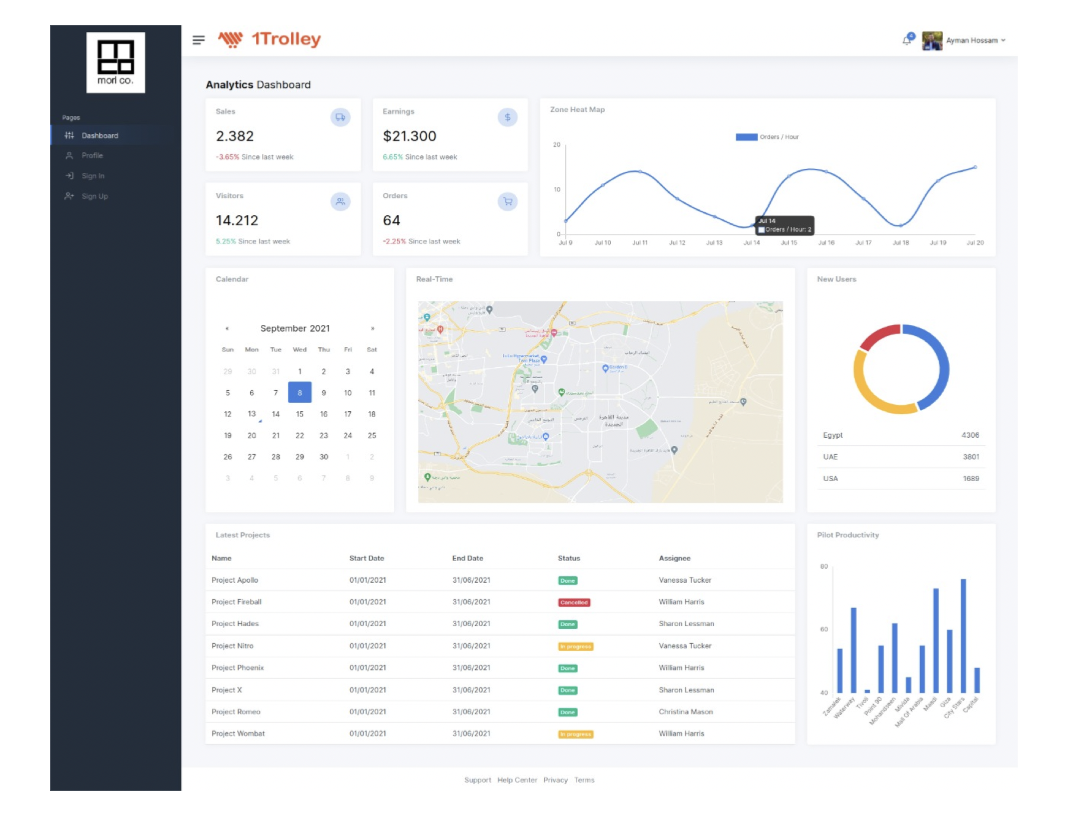 mori co.
1Trolley
4
Ayman Hossam
Pages
Dashboard
Profile
Sign In
Sign Up
Analytics Dashboard
Sales
2.382
-3.65% Since last week
Earnings
$21.300
6.65% Since last week
Visitors
14.212
5.25% Since last week
Orders
64
-2.25% Since last week
Zone Heat Map
Orders / Hour
20
10
0
Jul 14
Orders / Hour: 2
Jul 9 Jul 10 Jul 11 Jul 12 Jul 13 Jul 14 Jul 15 Jul 16 Jul 17 Jul 18 Jul 19 Jul 20
Calendar
« September 2021 »
Sun Mon Tue Wed Thu Fri Sat
29 30 31 1 2 3 4
5 6 7 8 9 10 11
12 13 14 15 16 17 18
19 20 21 22 23 24 25
26 27 28 29 30 1 2
3 4 5 6 7 8 9
Real-Time
مدينة القاهرة
الجديدة
New Users
Egypt 4306
UAE 3801
USA 1689
Latest Projects
Name Start Date End Date Status Assignee
Project Apollo 01/01/2021 31/06/2021 Done Vanessa Tucker
Project Fireball 01/01/2021 31/06/2021 Cancelled William Harris
Project Hades 01/01/2021 31/06/2021 Done Sharon Lessman
Project Nitro 01/01/2021 31/06/2021 In progress Vanessa Tucker
Project Phoenix 01/01/2021 31/06/2021 Done William Harris
Project X 01/01/2021 31/06/2021 Done Sharon Lessman
Project Romeo 01/01/2021 31/06/2021 Done Christina Mason
Project Wombat 01/01/2021 31/06/2021 In progress William Harris
Pilot Productivity
80
60
40
Zamalek Waterway Tivoli Point 90 Mohandseen Mivida Mall Of Arabia Maadi Giza City Stars Capital
Support Help Center Privacy Terms